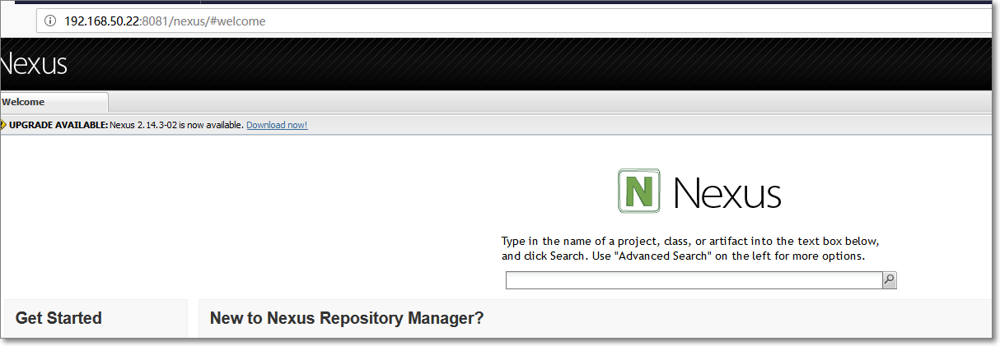 192.168.50.22:8081/nexus/#welcome
Nexus
Welcome
UPGRADE AVAILABLE: Nexus 2.14.3-02 is now available. Download now!
N Nexus
Type in the name of a project, class, or artifact into the text box below,
and click Search. Use "Advanced Search" on the left for more options.
Get Started
New to Nexus Repository Manager?